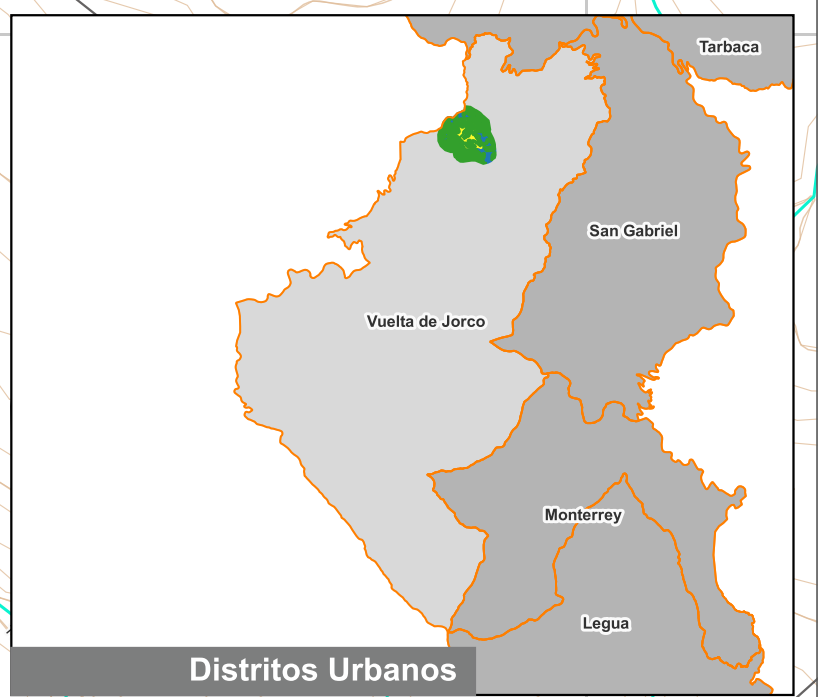 Tarbaca
San Gabriel
Vuelta de Jorco
Monterrey
Legua
Distritos Urbanos